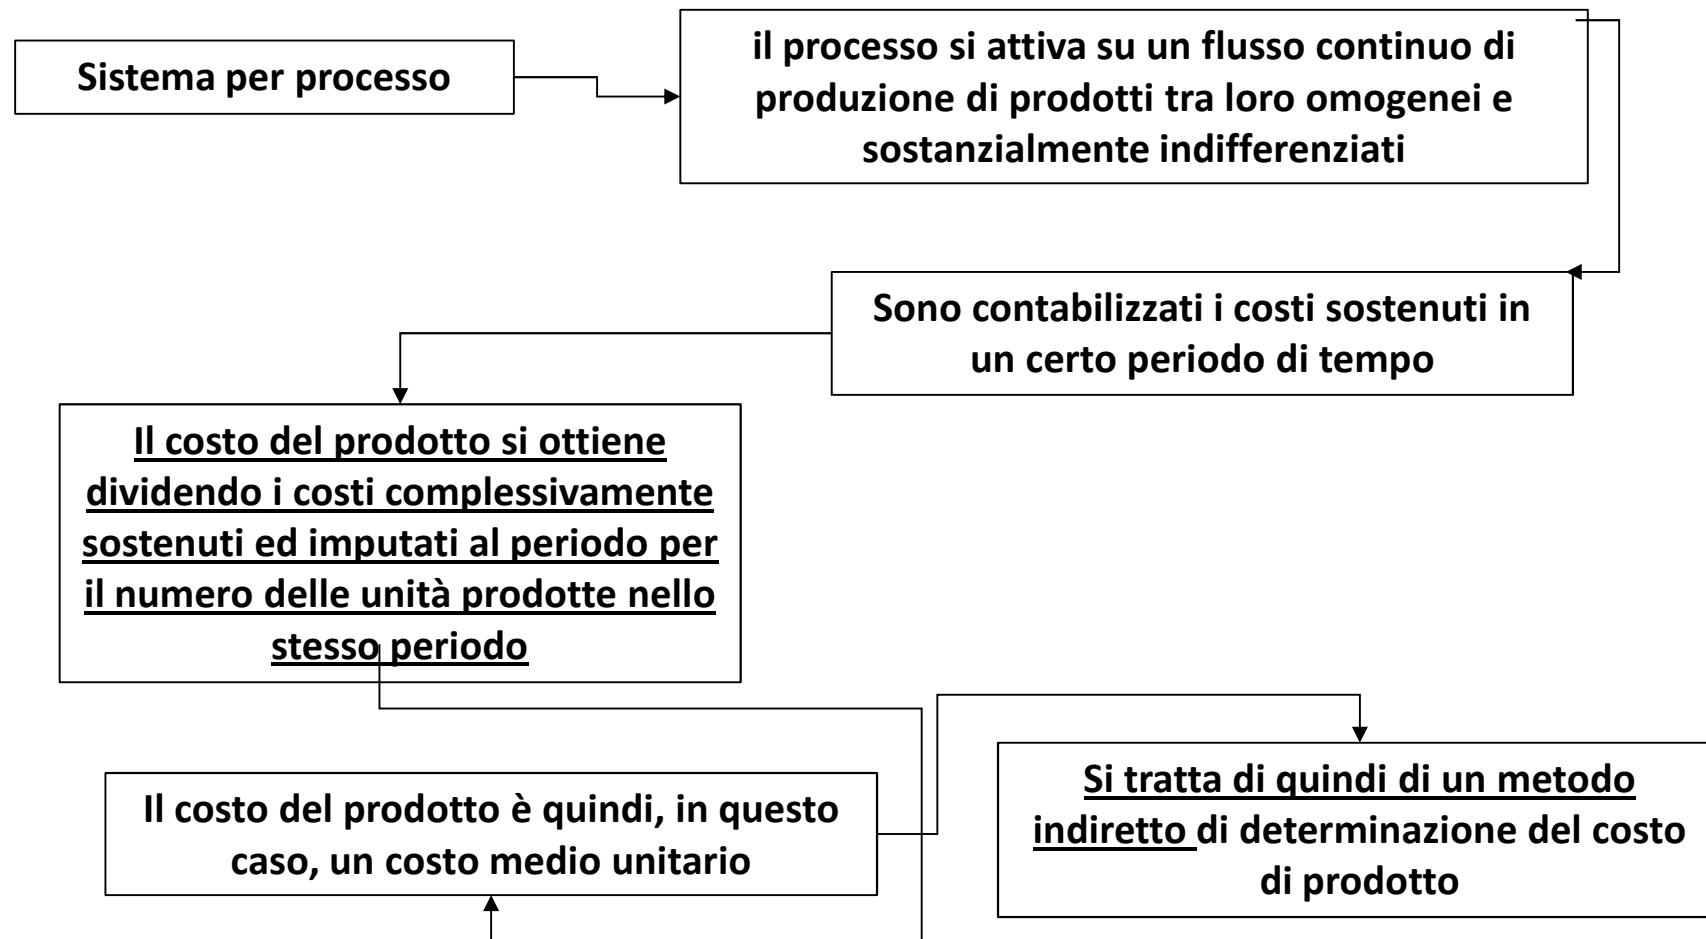 Sistema per processo
il processo si attiva su un flusso continuo di
produzione di prodotti tra loro omogenei e
sostanzialmente indifferenziati
Sono contabilizzati i costi sostenuti in
un certo periodo di tempo
Il costo del prodotto si ottiene
dividendo i costi complessivamente
sostenuti ed imputati al periodo per
il numero delle unità prodotte nello
stesso periodo
Il costo del prodotto è quindi, in questo
caso, un costo medio unitario
Si tratta di quindi di un metodo
indiretto di determinazione del costo
di prodotto